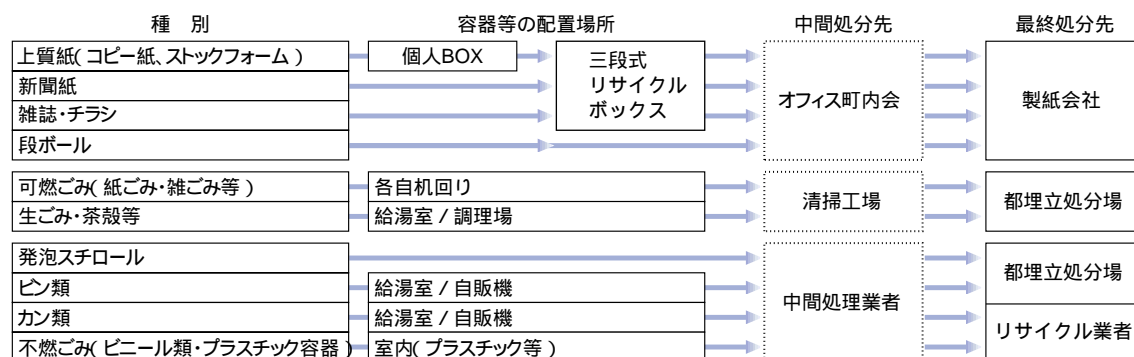 種 別 容器等の配置場所 中間処分先 最終処分先
上質紙(コピー紙、ストックフォーム) 個人BOX 三段式
リサイクル
ボックス オフィス町内会 製紙会社
新聞紙
雑誌・チラシ
段ボール
可燃ごみ(紙ごみ・雑ごみ等) 各自机回り 清掃工場 都埋立処分場
生ごみ・茶殻等 給湯室/調理場
発泡スチロール 中間処理業者 都埋立処分場
ビン類 給湯室/自販機
カン類 給湯室/自販機 リサイクル業者
不燃ごみ(ビニール類・プラスチック容器) 室内(プラスチック等)